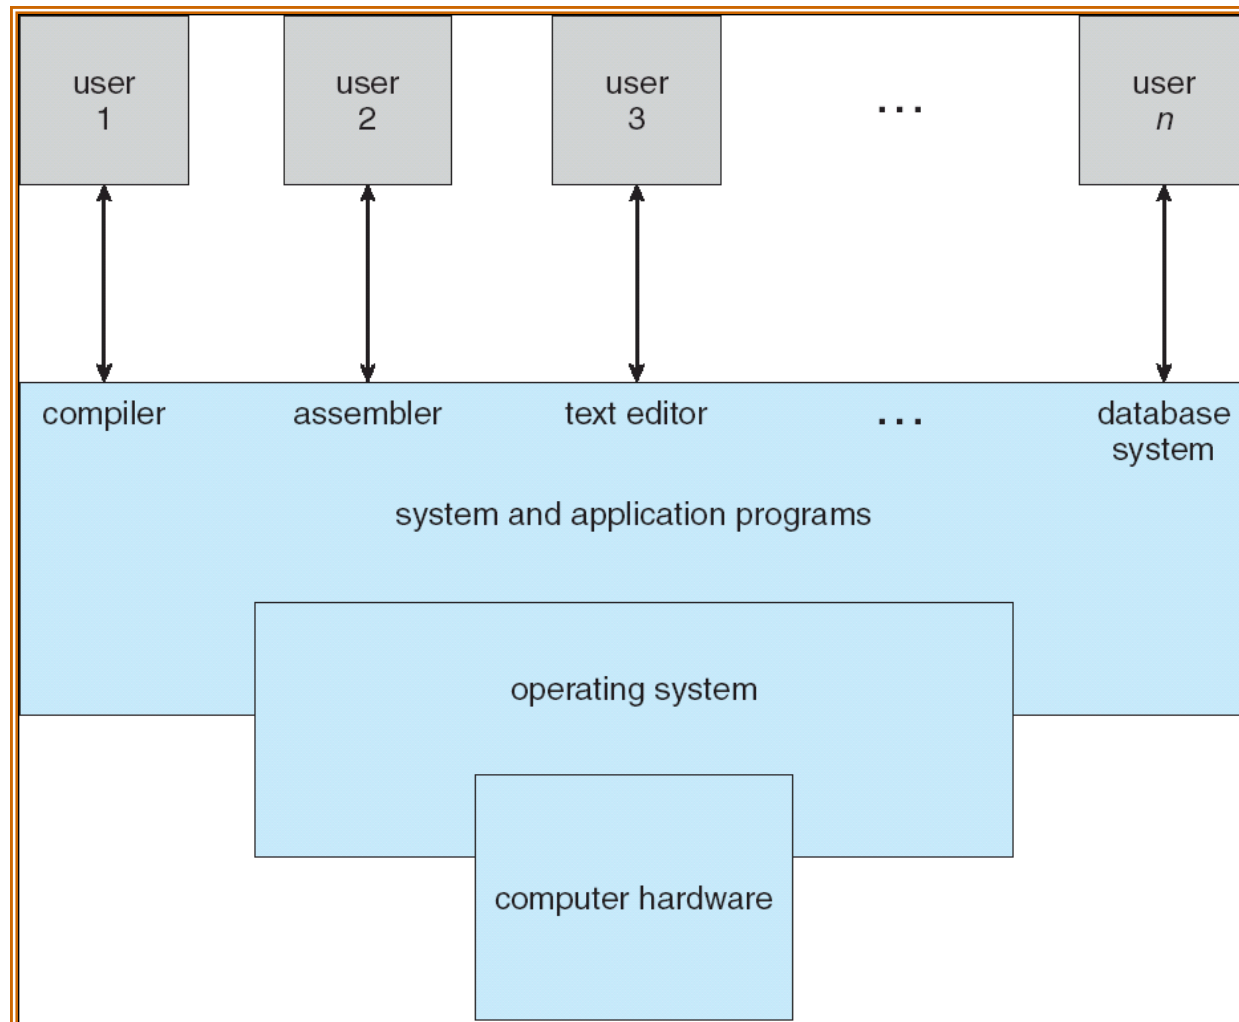 user
1
user
2
user
3
...
user
n
compiler
assembler
text editor
...
database
system
system and application programs
operating system
computer hardware